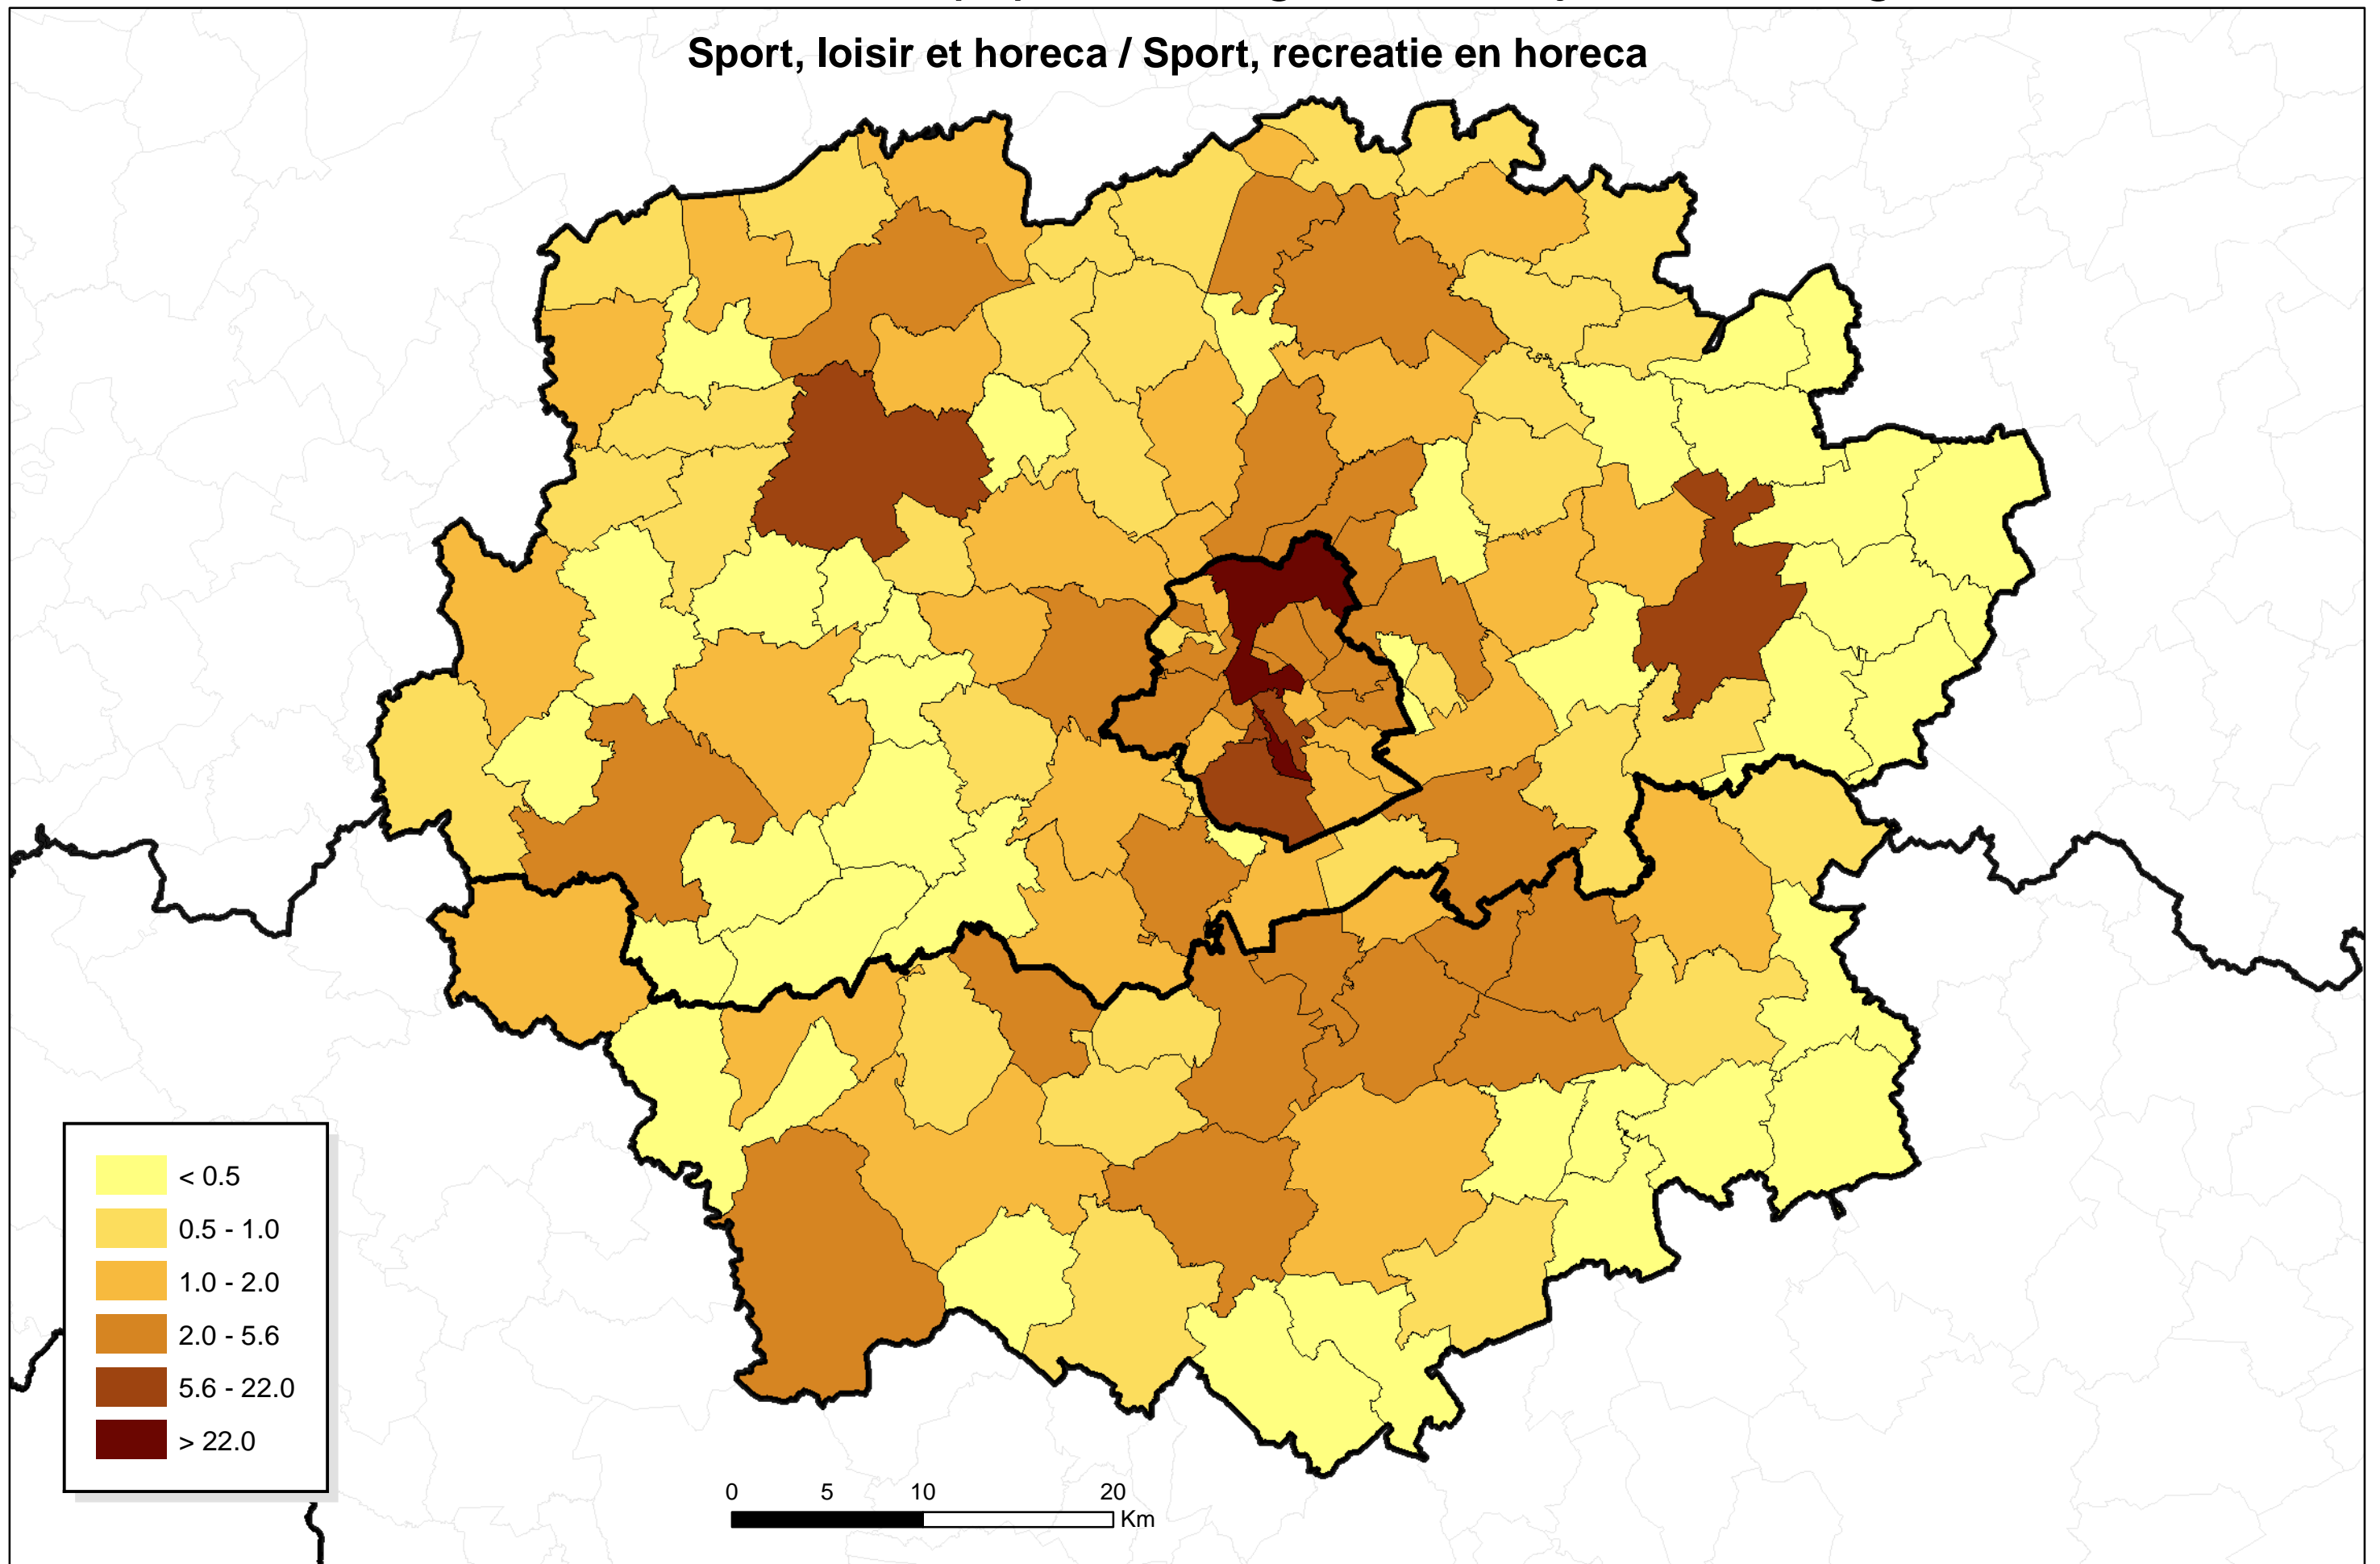 Sport, loisir et horeca / Sport, recreatie en horeca
< 0.5
0.5 - 1.0
1.0 - 2.0
2.0 - 5.6
5.6 - 22.0
> 22.0
0 5 10 20
Km